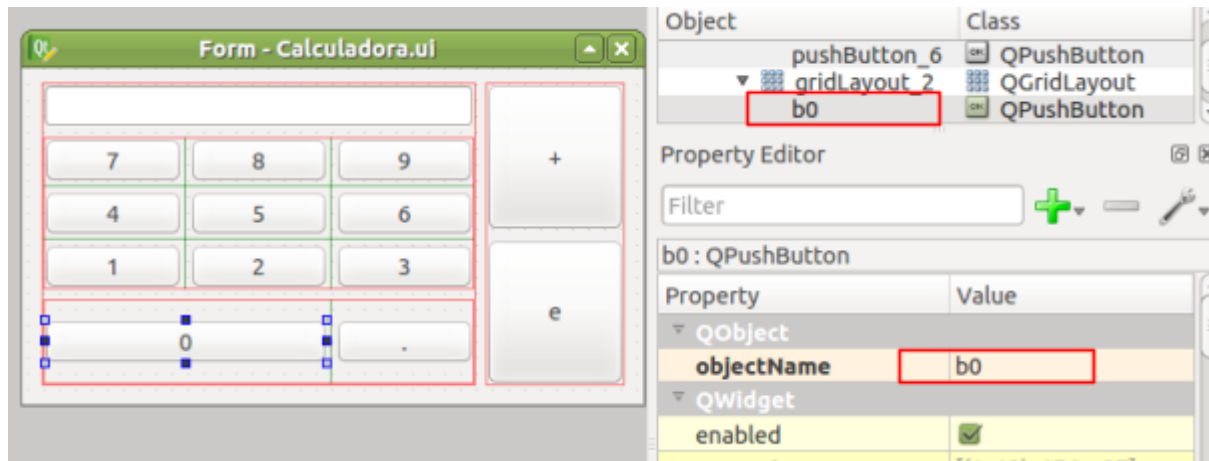 Form - Calculadora.ui
7 8 9 +
4 5 6
1 2 3
0 . e
Object Class
pushButton_6 QPushButton
gridLayout_2 QGridLayout
b0 QPushButton
Property Editor
Filter
b0 : QPushButton
Property Value
QObject
objectName b0
QWidget
enabled